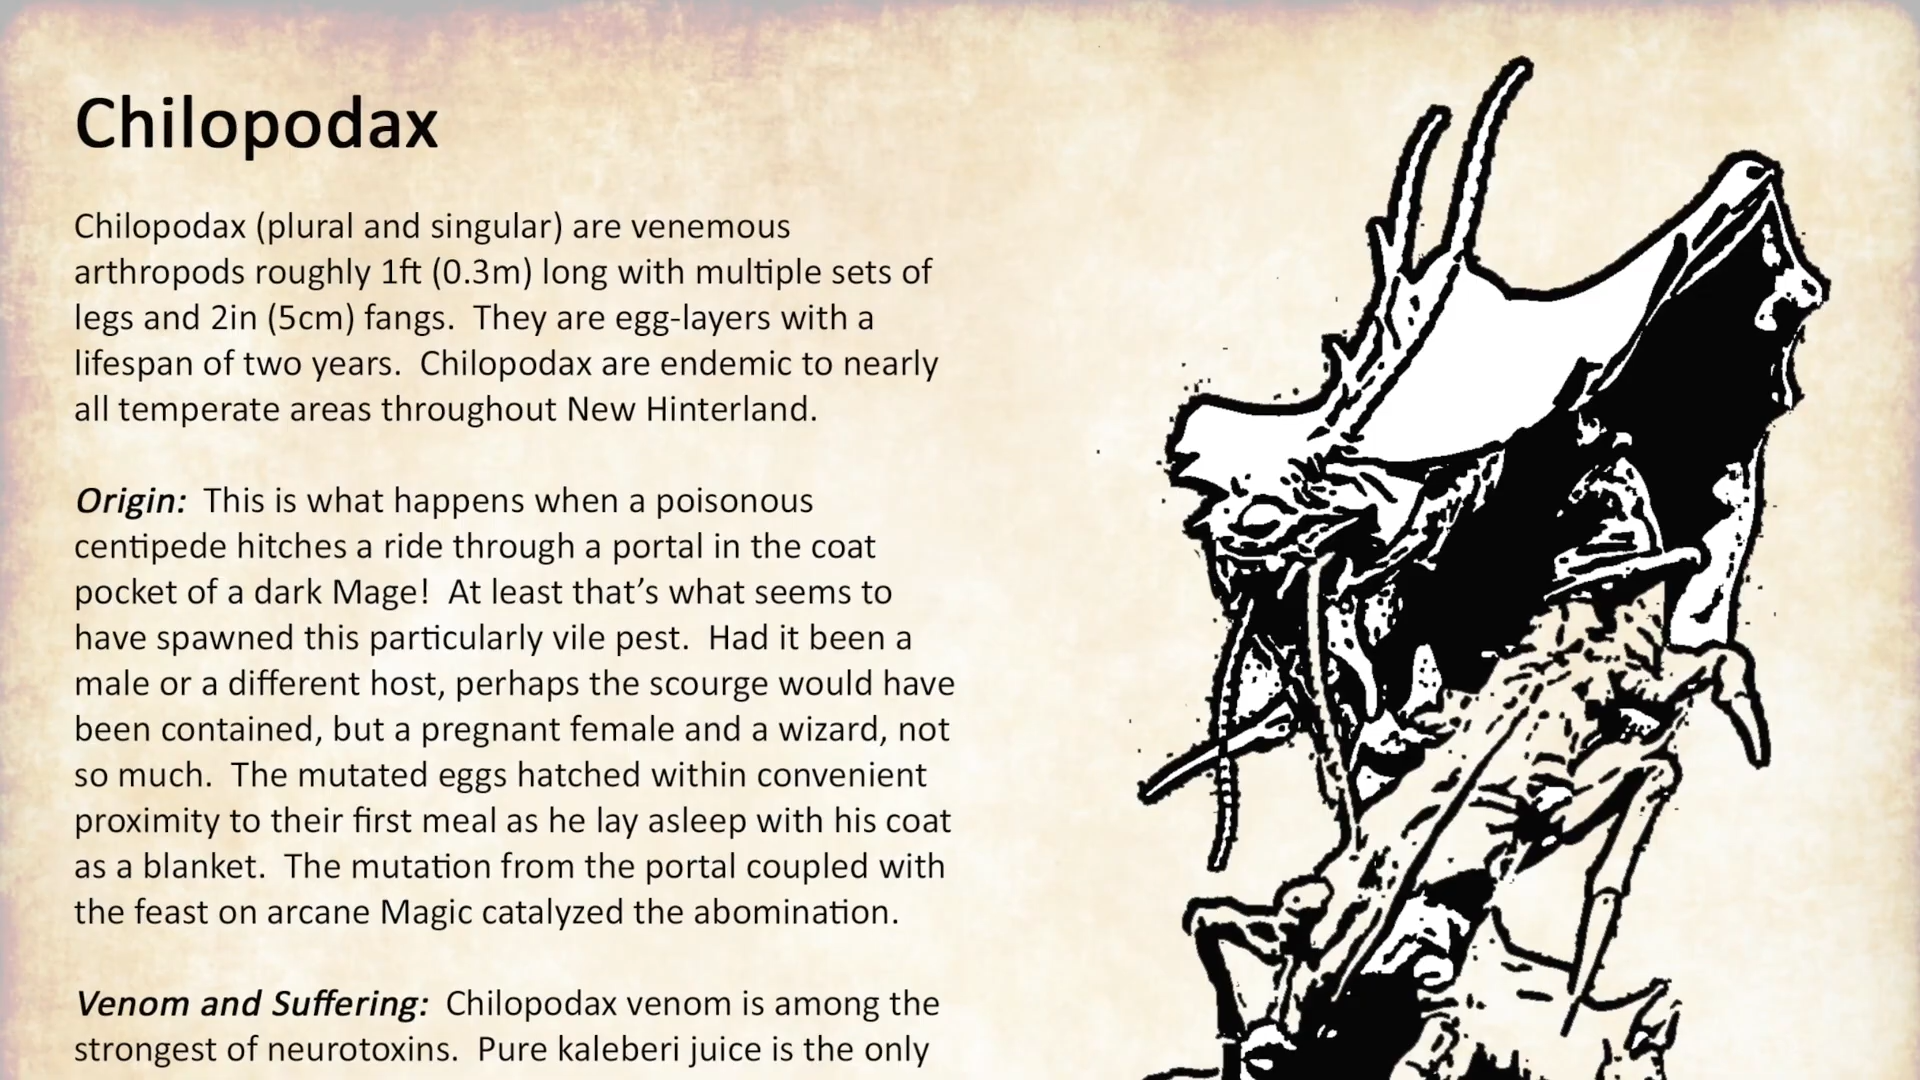 Chilopodax
Chilopodax (plural and singular) are venemous
arthropods roughly 1ft (0.3m) long with multiple sets of
legs and 2in (5cm) fangs.  They are egg-layers with a
lifespan of two years.  Chilopodax are endemic to nearly
all temperate areas throughout New Hinterland.
Origin:  This is what happens when a poisonous
centipede hitches a ride through a portal in the coat
pocket of a dark Mage!  At least that’s what seems to
have spawned this particularly vile pest.  Had it been a
male or a different host, perhaps the scourge would have
been contained, but a pregnant female and a wizard, not
so much.  The mutated eggs hatched within convenient
proximity to their first meal as he lay asleep with his coat
as a blanket.  The mutation from the portal coupled with
the feast on arcane Magic catalyzed the abomination.
Venom and Suffering:  Chilopodax venom is among the
strongest of neurotoxins.  Pure kaleberi juice is the only